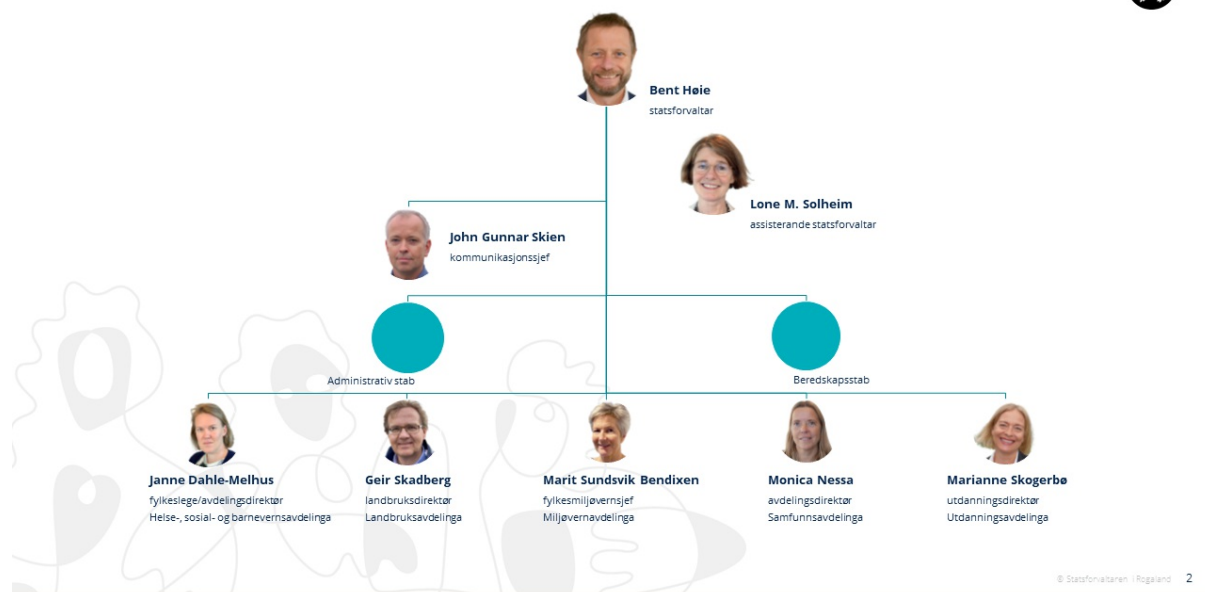 Bent Høie
statsforvaltar
Lone M. Solheim
assisterande statsforvaltar
John Gunnar Skien
kommunikasjonssjef
Administrativ stab
Beredskapsstab
Janne Dahle-Melhus
fylkeslege/avdelingsdirektør
Helse-, sosial- og barnevernsavdelinga
Geir Skadberg
landbruksdirektør
Landbruksavdelinga
Marit Sundsvik Bendixen
fylkesmiljøvernsjef
Miljøvernavdelinga
Monica Nessa
avdelingsdirektør
Samfunnsavdelinga
Marianne Skogerbø
utdanningsdirektør
Utdanningsavdelinga
© Statsforvaltaren i Rogaland 2